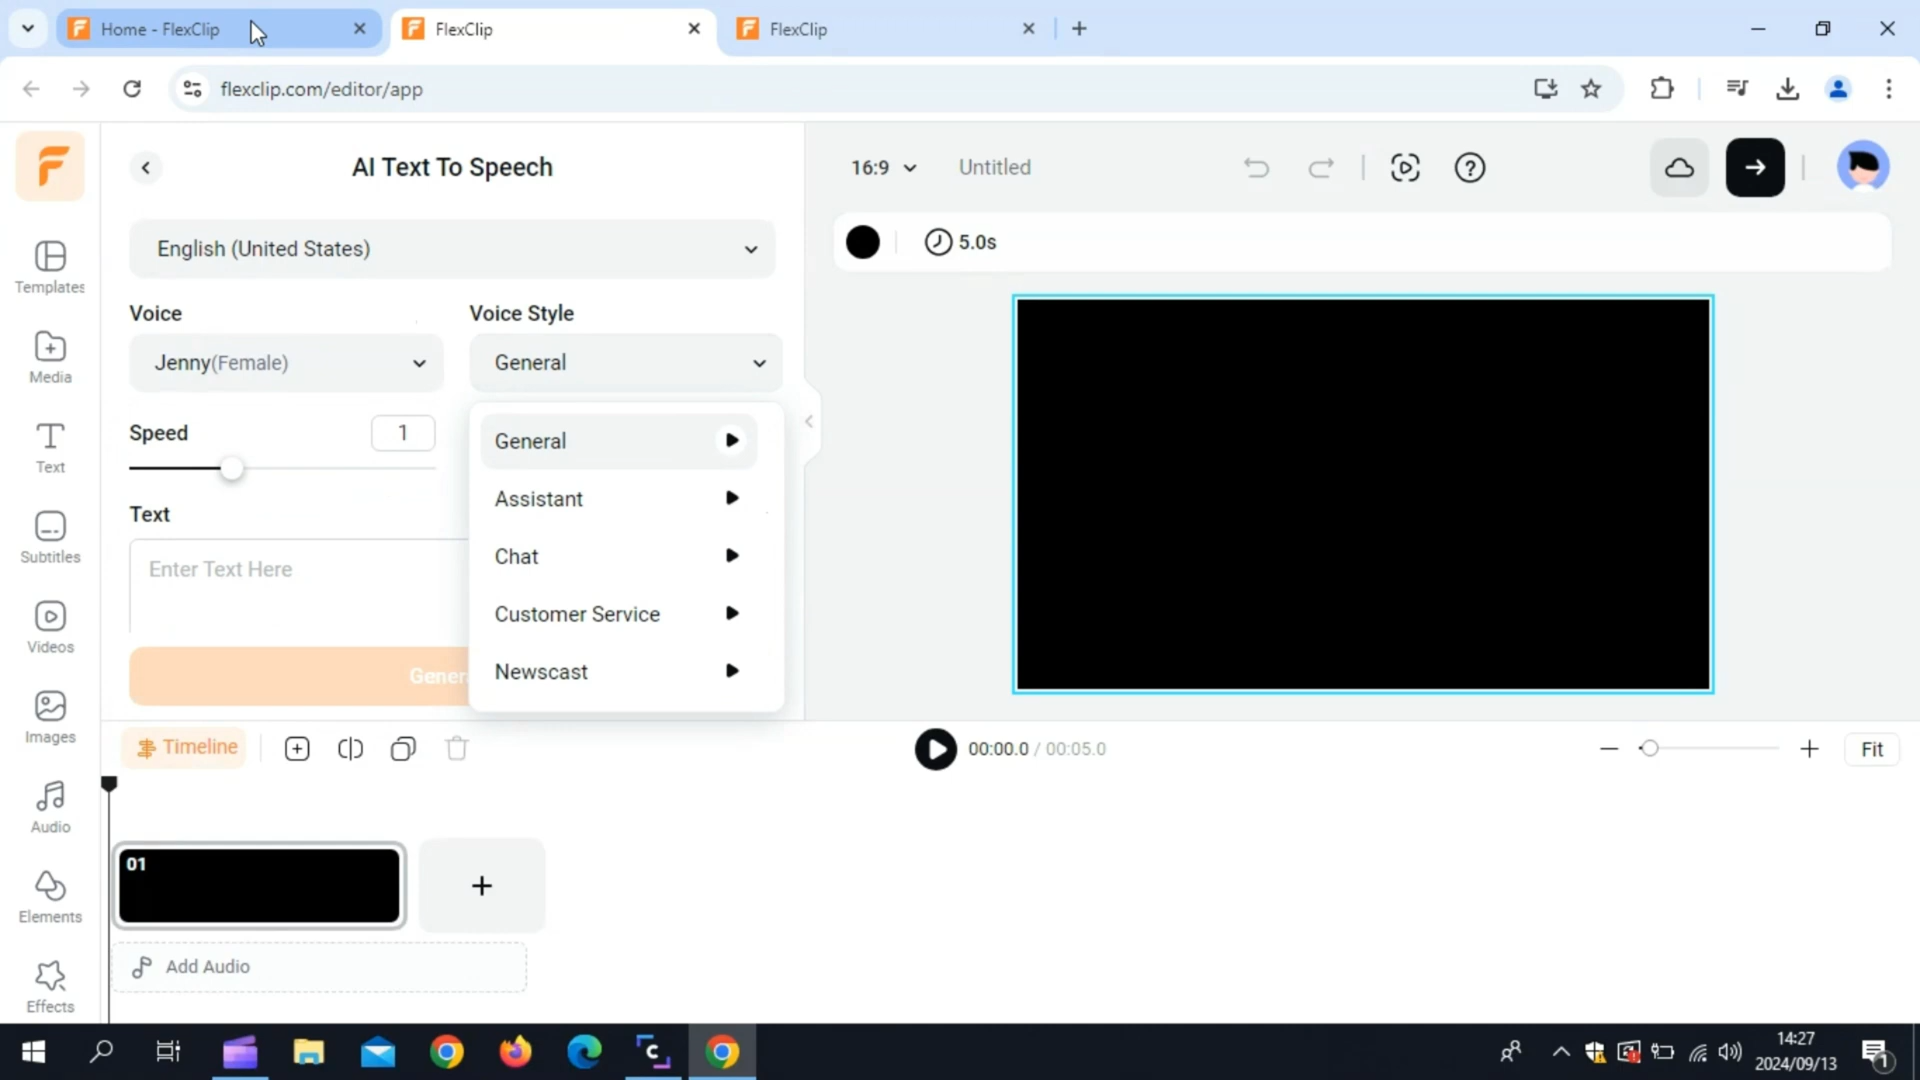 Home - FlexClip
FlexClip
FlexClip
flexclip.com/editor/app
AI Text To Speech
16:9
Untitled
English (United States)
5.0s
Voice
Voice Style
Jenny(Female)
General
Speed
1
General
Assistant
Text
Enter Text Here
Chat
Customer Service
Gener
Newscast
Templates
Media
Text
Subtitles
Videos
Images
Audio
Elements
Effects
Timeline
00:00.0 / 00:05.0
Fit
01
Add Audio
14:27
2024/09/13
1